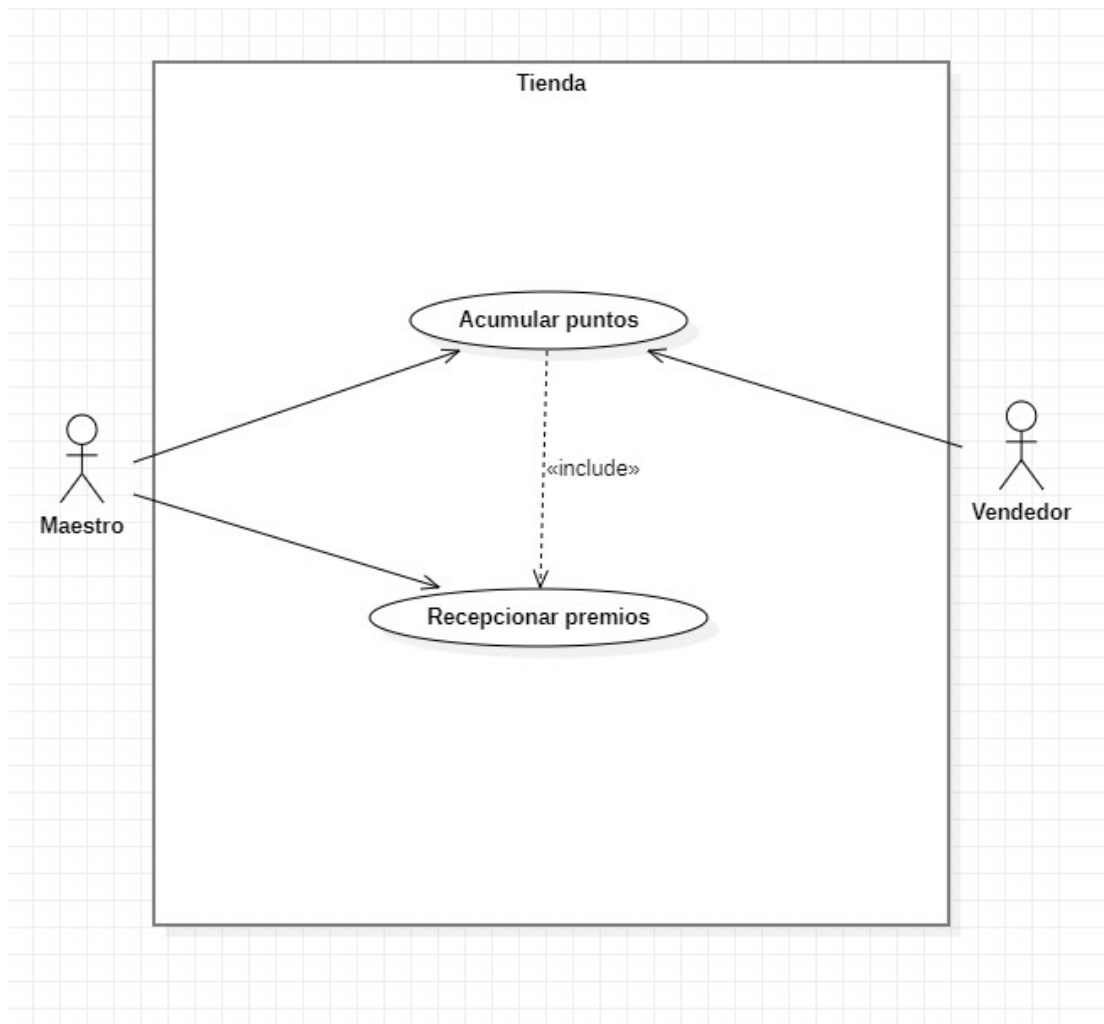 Tienda
Acumular puntos
«include»
Maestro
Vendedor
Recepcionar premios